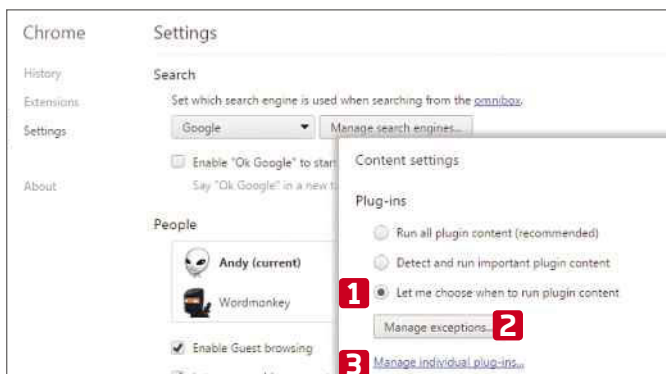 Chrome
Settings
History
Extensions
Settings
About
Search
Set which search engine is used when searching from the omnibox.
Google
Manage search engines...
Enable "Ok Google" to star
Say "Ok Google" in a new
People
Andy (current)
Wordmonkey
Enable Guest browsing
Content settings
Plug-ins
Run all plugin content (recommended)
Detect and run important plugin content
1 Let me choose when to run plugin content
Manage exceptions... 2
3 Manage individual plug-ins...